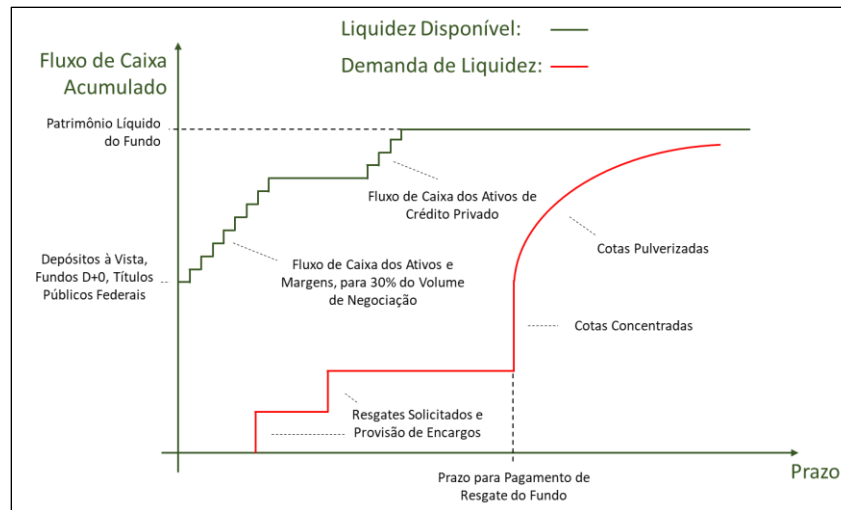 Liquidez Disponível:
Demanda de Liquidez:
Fluxo de Caixa
Acumulado
Patrimônio Líquido
do Fundo
Fluxo de Caixa dos Ativos de
Crédito Privado
Depósitos à Vista,
Fundos D+0, Títulos
Públicos Federais
Fluxo de Caixa dos Ativos e
Margens, para 30% do Volume
de Negociação
Cotas Pulverizadas
Cotas Concentradas
Resgates Solicitados e
Provisão de Encargos
Prazo para Pagamento de
Resgate do Fundo
Prazo